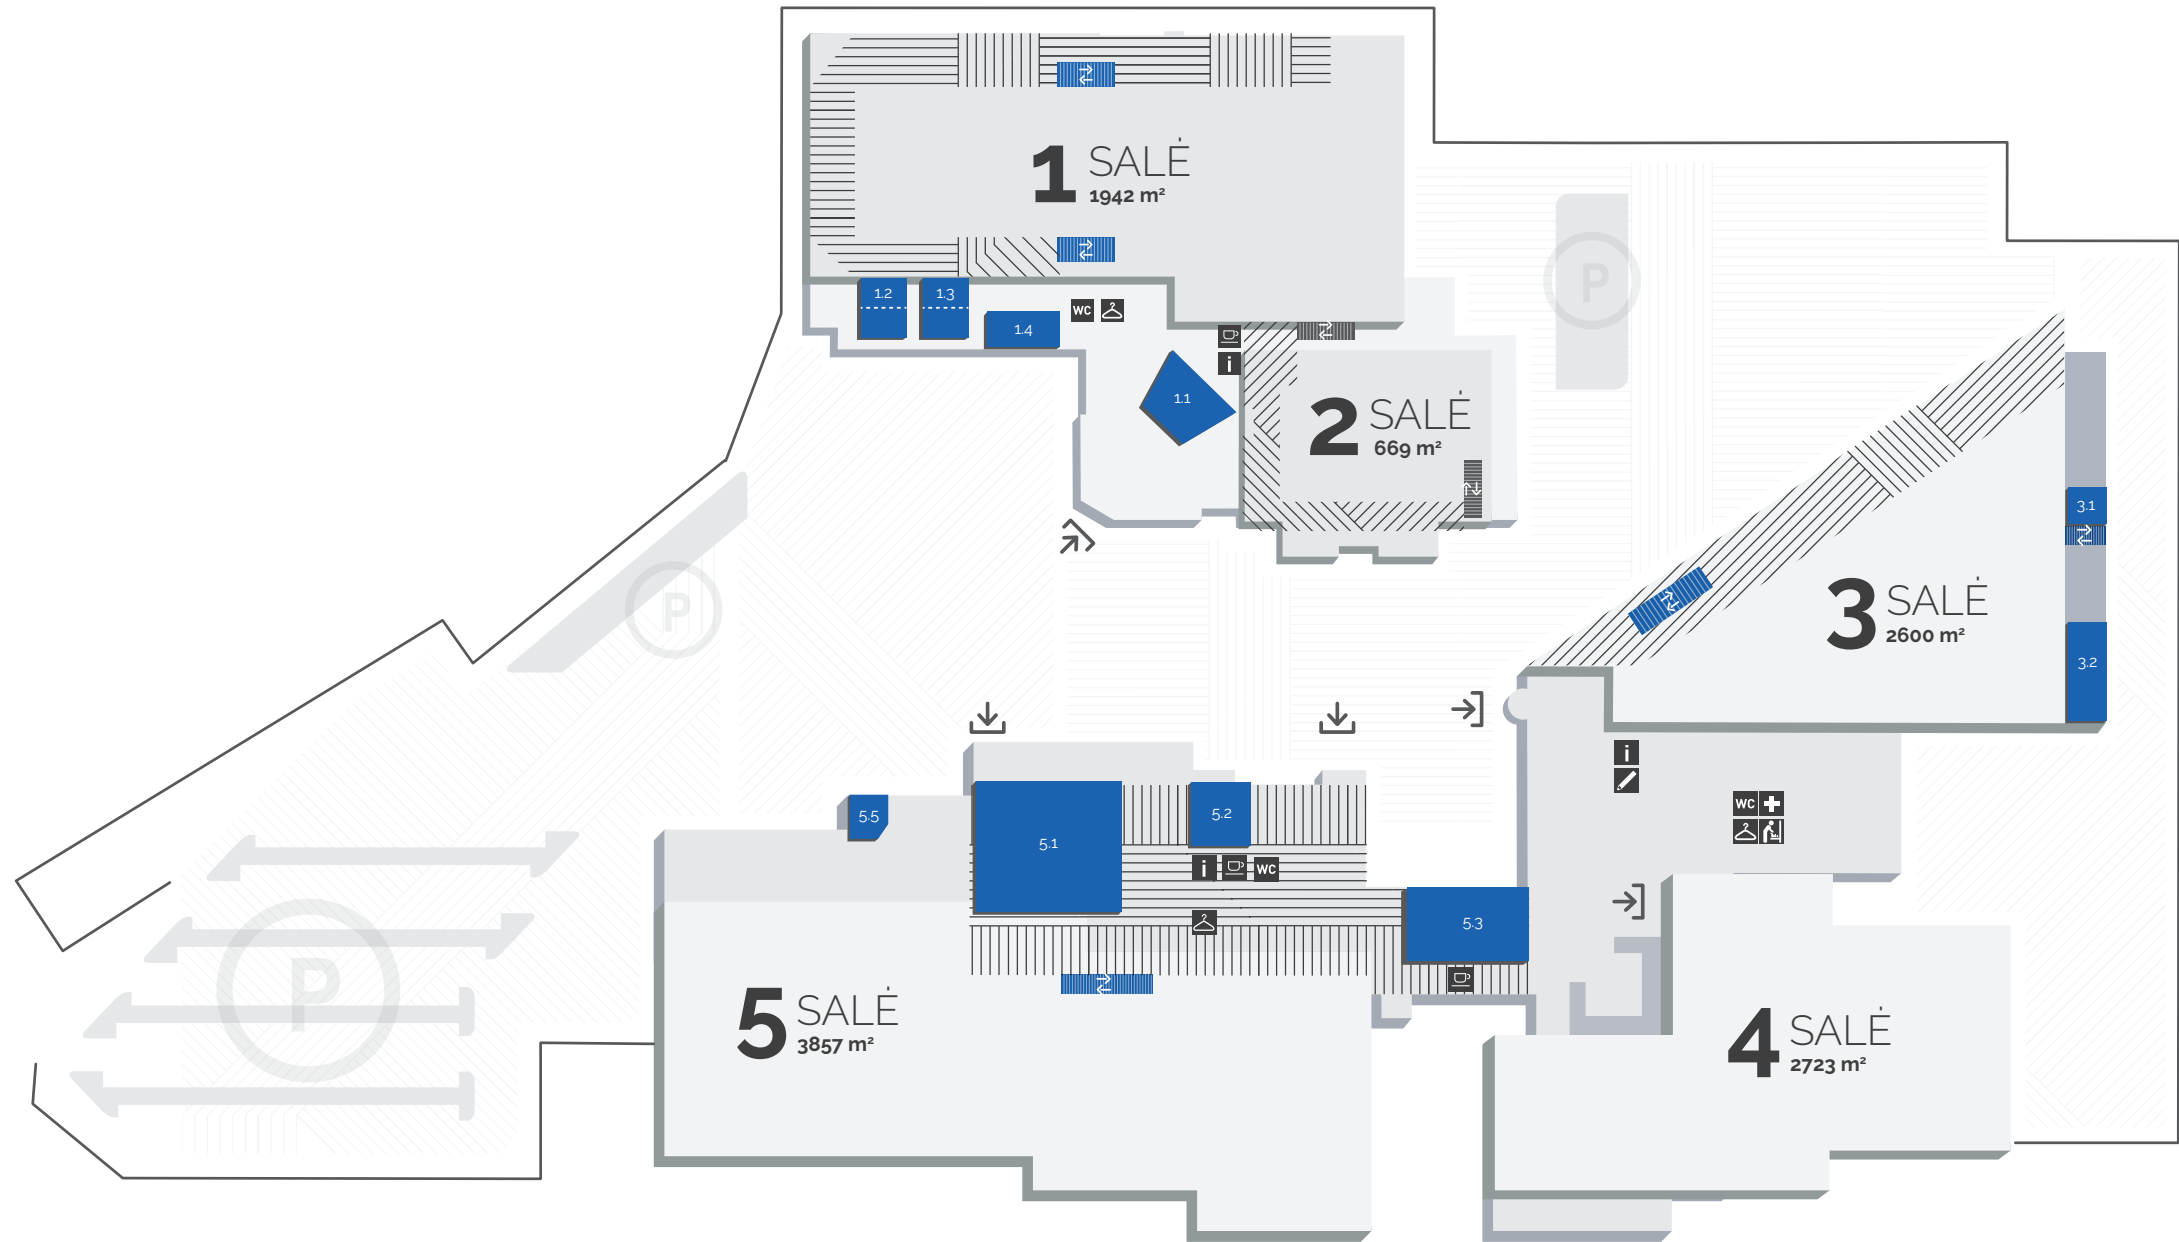 1 SALĖ
1942 m²
P
1.2
1.3
1.4
WC
i
1.1
2 SALĖ
669 m²
3.1
3 SALĖ
2600 m²
3.2
P
i
WC
5.5
5.1
5.2
i
WC
5.3
P
5 SALĖ
3857 m²
4 SALĖ
2723 m²